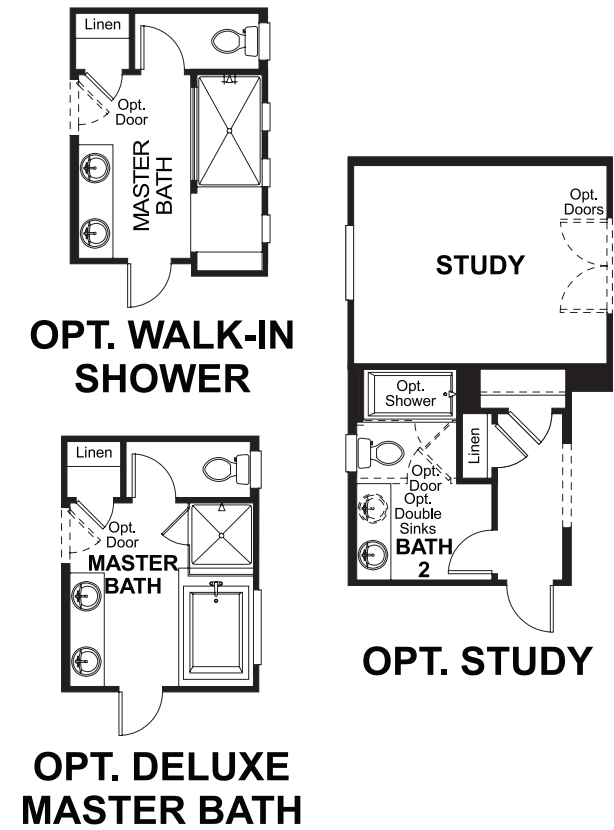 Linen
Opt.
Door
MASTER
BATH
OPT. WALK-IN
SHOWER
Linen
Opt.
Door
MASTER
BATH
OPT. DELUXE
MASTER BATH
Opt.
Doors
STUDY
Opt.
Shower
Linen
Opt.
Door
Opt.
Double
Sinks
BATH
2
OPT. STUDY